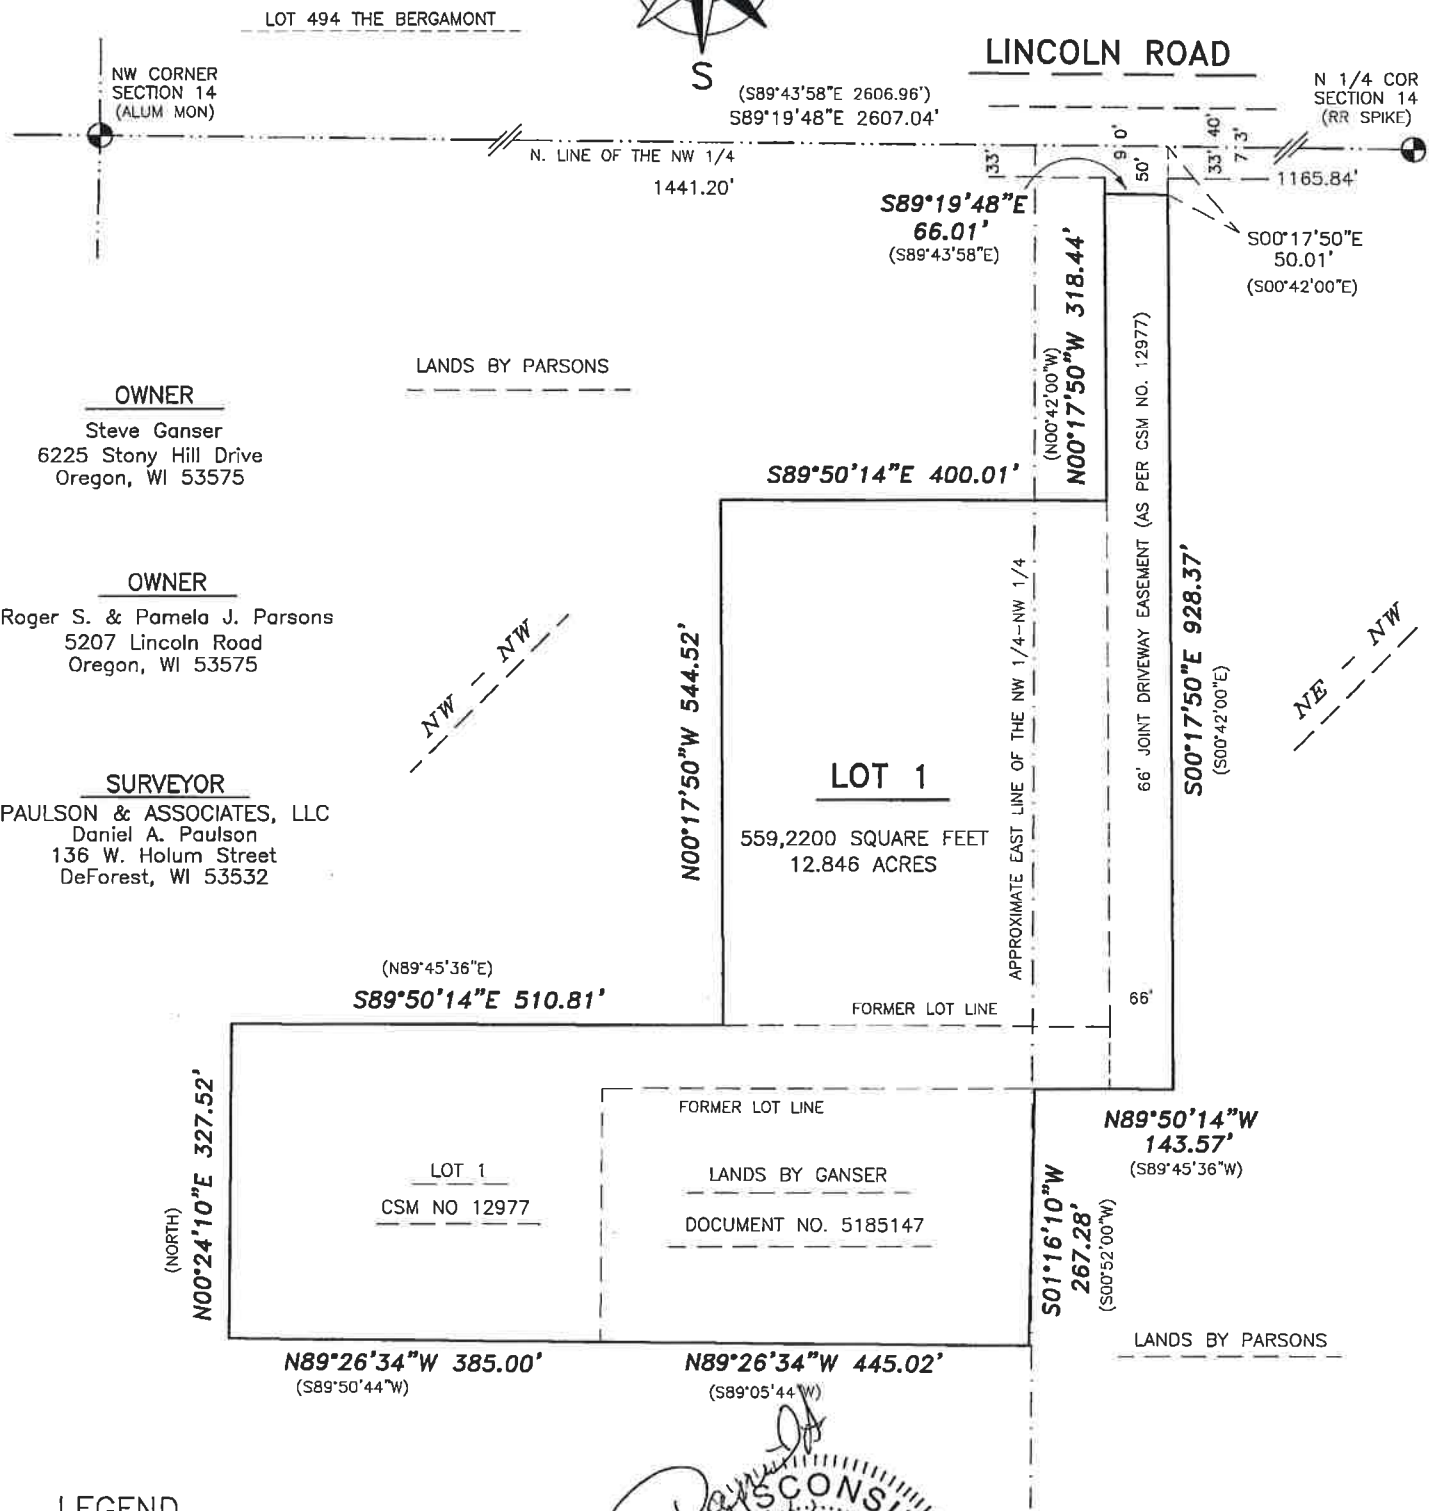 LOT 494 THE BERGAMONT
S
LINCOLN ROAD
NW CORNER
SECTION 14
(ALUM MON)
(S89°43'58"E 2606.96')
S89°19'48"E 2607.04'
N 1/4 COR
SECTION 14
(RR SPIKE)
N. LINE OF THE NW 1/4
1441.20'
33'
9.0'
50'
33'
40'
7.3'
1165.84'
S89°19'48"E
66.01'
(S89°43'58"E)
S00°17'50"E
50.01'
(S00°42'00"E)
(N00°42'00"W)
N00°17'50"W 318.44'
66' JOINT DRIVEWAY EASEMENT (AS PER CSM NO. 12977)
LANDS BY PARSONS
OWNER
Steve Ganser
6225 Stony Hill Drive
Oregon, WI 53575
S89°50'14"E 400.01'
OWNER
Roger S. & Pamela J. Parsons
5207 Lincoln Road
Oregon, WI 53575
NW - NW
N00°17'50"W 544.52'
APPROXIMATE EAST LINE OF THE NW 1/4-NW 1/4
S00°17'50"E 928.37'
(S00°42'00"E)
NE - NW
LOT 1
559,2200 SQUARE FEET
12.846 ACRES
SURVEYOR
PAULSON & ASSOCIATES, LLC
Daniel A. Paulson
136 W. Holum Street
DeForest, WI 53532
(N89°45'36"E)
S89°50'14"E 510.81'
FORMER LOT LINE
66'
(NORTH)
N00°24'10"E 327.52'
FORMER LOT LINE
N89°50'14"W
143.57'
(S89°45'36"W)
LOT 1
CSM NO 12977
LANDS BY GANSER
DOCUMENT NO. 5185147
S01°16'10"W
267.28'
(S00°52'00"W)
LANDS BY PARSONS
N89°26'34"W 385.00'
(S89°50'44"W)
N89°26'34"W 445.02'
(S89°05'44"W)
LEGEND